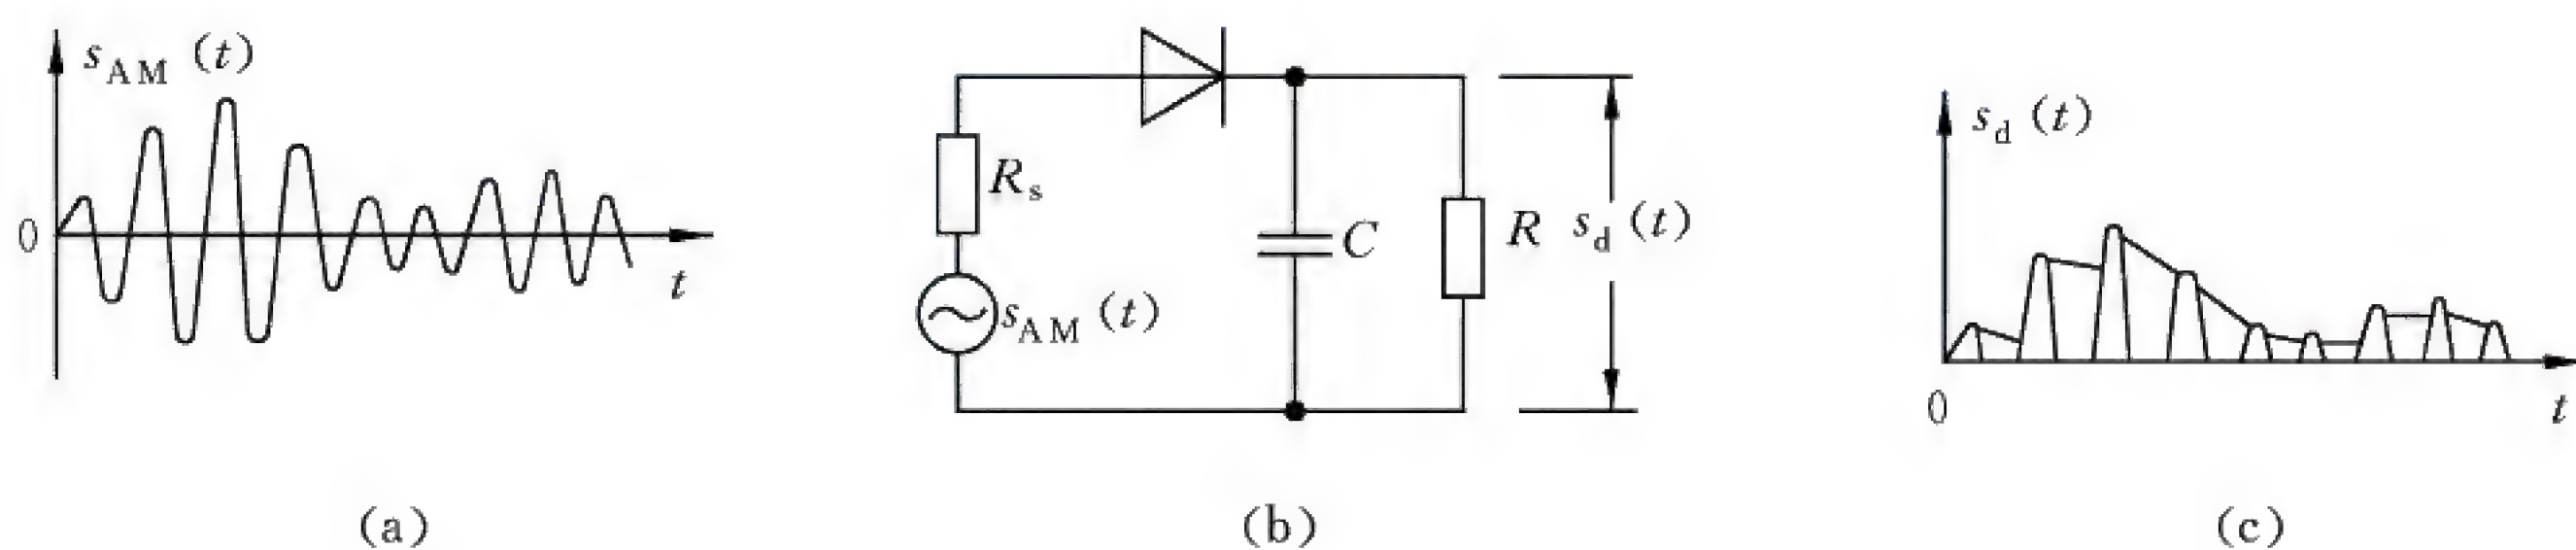 s_AM (t)
0
t
(a)
R_s
s_AM (t)
C
R
s_d (t)
(b)
s_d (t)
0
t
(c)